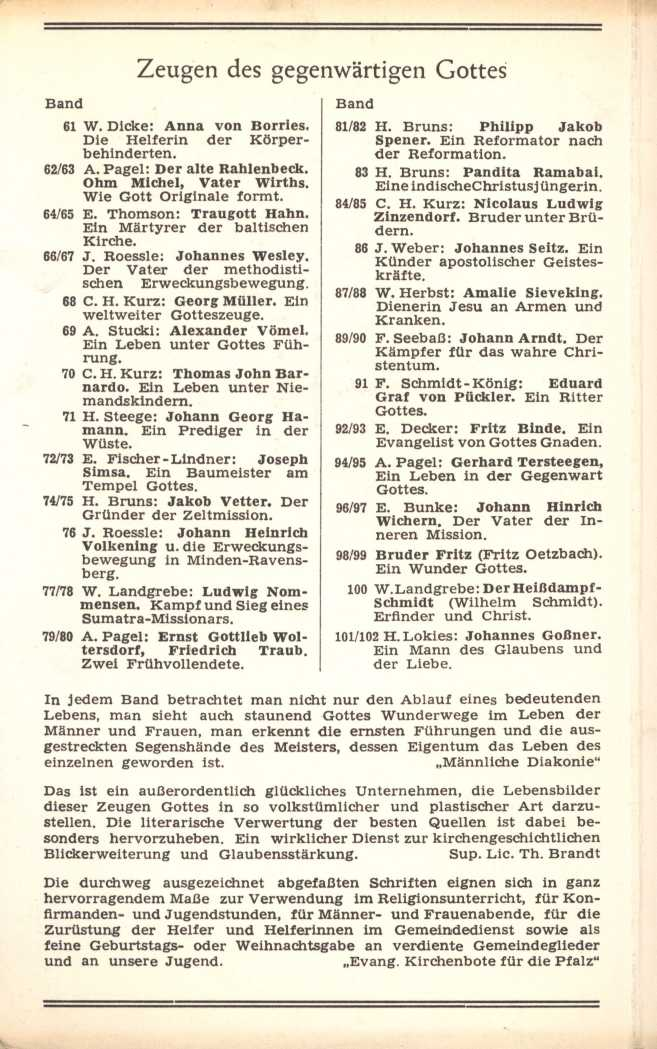 Zeugen des gegenwärtigen Gottes
Band
61 W. Dicke: Anna von Borries.
Die Helferin der Körper-
behinderten.
62/63 A. Pagel: Der alte Rahlenbeck.
Ohm Michel, Vater Wirths.
Wie Gott Originale formt.
64/65 E. Thomson: Traugott Hahn.
Ein Märtyrer der baltischen
Kirche.
66/67 J. Roessle: Johannes Wesley.
Der Vater der methodisti-
schen Erweckungsbewegung.
68 C. H. Kurz: Georg Müller. Ein
weltweiter Gotteszeuge.
69 A. Stucki: Alexander Vömel.
Ein Leben unter Gottes Füh-
rung.
70 C. H. Kurz: Thomas John Bar-
nardo. Ein Leben unter Nie-
mandskindern.
71 H. Steege: Johann Georg Ha-
mann. Ein Prediger in der
Wüste.
72/73 E. Fischer-Lindner: Joseph
Simsa. Ein Baumeister am
Tempel Gottes.
74/75 H. Bruns: Jakob Vetter. Der
Gründer der Zeltmission.
76 J. Roessle: Johann Heinrich
Volkening u. die Erweckungs-
bewegung in Minden-Ravens-
berg.
77/78 W. Landgrebe: Ludwig Nom-
mensen. Kampf und Sieg eines
Sumatra-Missionars.
79/80 A. Pagel: Ernst Gottlieb Wol-
tersdorf, Friedrich Traub.
Zwei Frühvollendete.
Band
81/82 H. Bruns: Philipp Jakob
Spener. Ein Reformator nach
der Reformation.
83 H. Bruns: Pandita Ramabai.
Eine indische Christusjüngerin.
84/85 C. H. Kurz: Nicolaus Ludwig
Zinzendorf. Bruder unter Brü-
dern.
86 J. Weber: Johannes Seitz. Ein
Künder apostolischer Geistes-
kräfte.
87/88 W. Herbst: Amalie Sieveking.
Dienerin Jesu an Armen und
Kranken.
89/90 F. Seebaß: Johann Arndt. Der
Kämpfer für das wahre Chri-
stentum.
91 F. Schmidt-König: Eduard
Graf von Pückler. Ein Ritter
Gottes.
92/93 E. Decker: Fritz Binde. Ein
Evangelist von Gottes Gnaden.
94/95 A. Pagel: Gerhard Tersteegen,
Ein Leben in der Gegenwart
Gottes.
96/97 E. Bunke: Johann Hinrich
Wichern. Der Vater der In-
neren Mission.
98/99 Bruder Fritz (Fritz Oetzbach).
Ein Wunder Gottes.
100 W. Landgrebe: Der Heißdampf-
Schmidt (Wilhelm Schmidt).
Erfinder und Christ.
101/102 H. Lokies: Johannes Goßner.
Ein Mann des Glaubens und
der Liebe.
In jedem Band betrachtet man nicht nur den Ablauf eines bedeutenden
Lebens, man sieht auch staunend Gottes Wunderwege im Leben der
Männer und Frauen, man erkennt die ernsten Führungen und die aus-
gestreckten Segenshände des Meisters, dessen Eigentum das Leben des
einzelnen geworden ist. „Männliche Diakonie“
Das ist ein außerordentlich glückliches Unternehmen, die Lebensbilder
dieser Zeugen Gottes in so volkstümlicher und plastischer Art darzu-
stellen. Die literarische Verwertung der besten Quellen ist dabei be-
sonders hervorzuheben. Ein wirklicher Dienst zur kirchengeschichtlichen
Blickerweiterung und Glaubensstärkung. Sup. Lic. Th. Brandt
Die durchweg ausgezeichnet abgefaßten Schriften eignen sich in ganz
hervorragendem Maße zur Verwendung im Religionsunterricht, für Kon-
firmanden- und Jugendstunden, für Männer- und Frauenabende, für die
Zurüstung der Helfer und Helferinnen im Gemeindedienst sowie als
feine Geburtstags- oder Weihnachtsgabe an verdiente Gemeindeglieder
und an unsere Jugend. „Evang. Kirchenbote für die Pfalz“